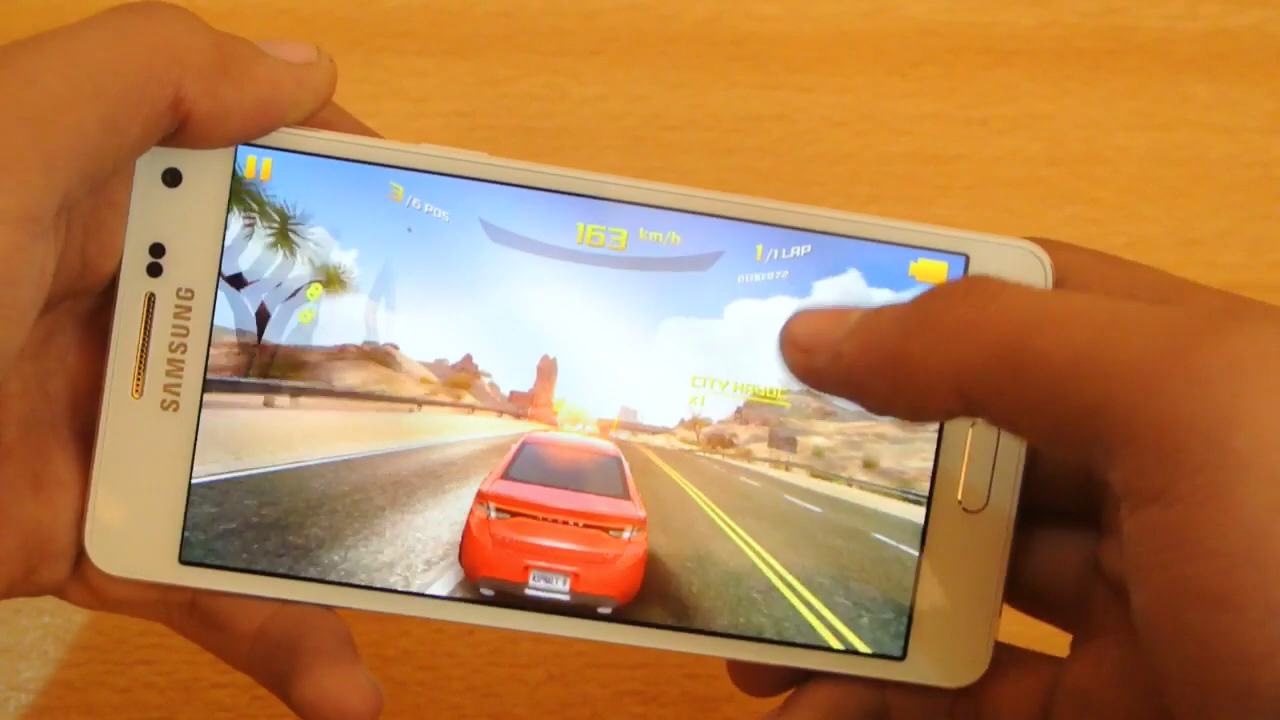 SAMSUNG
3/6 POS
163 km/h
1/1 LAP
CITY HAVOC
X1